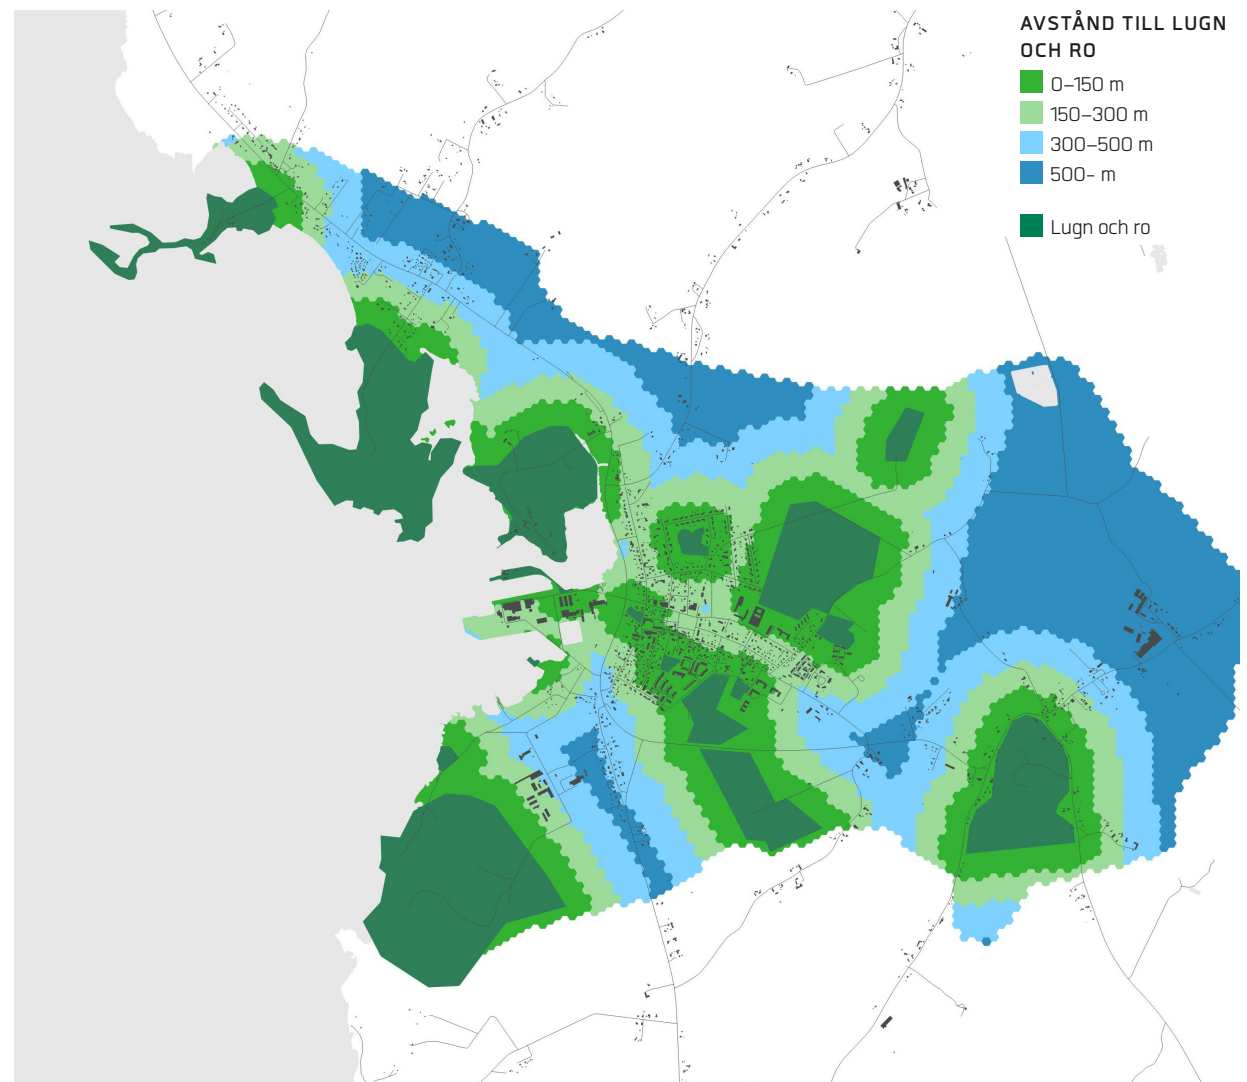 AVSTÅND TILL LUGN
OCH RO
0–150 m
150–300 m
300–500 m
500- m
Lugn och ro